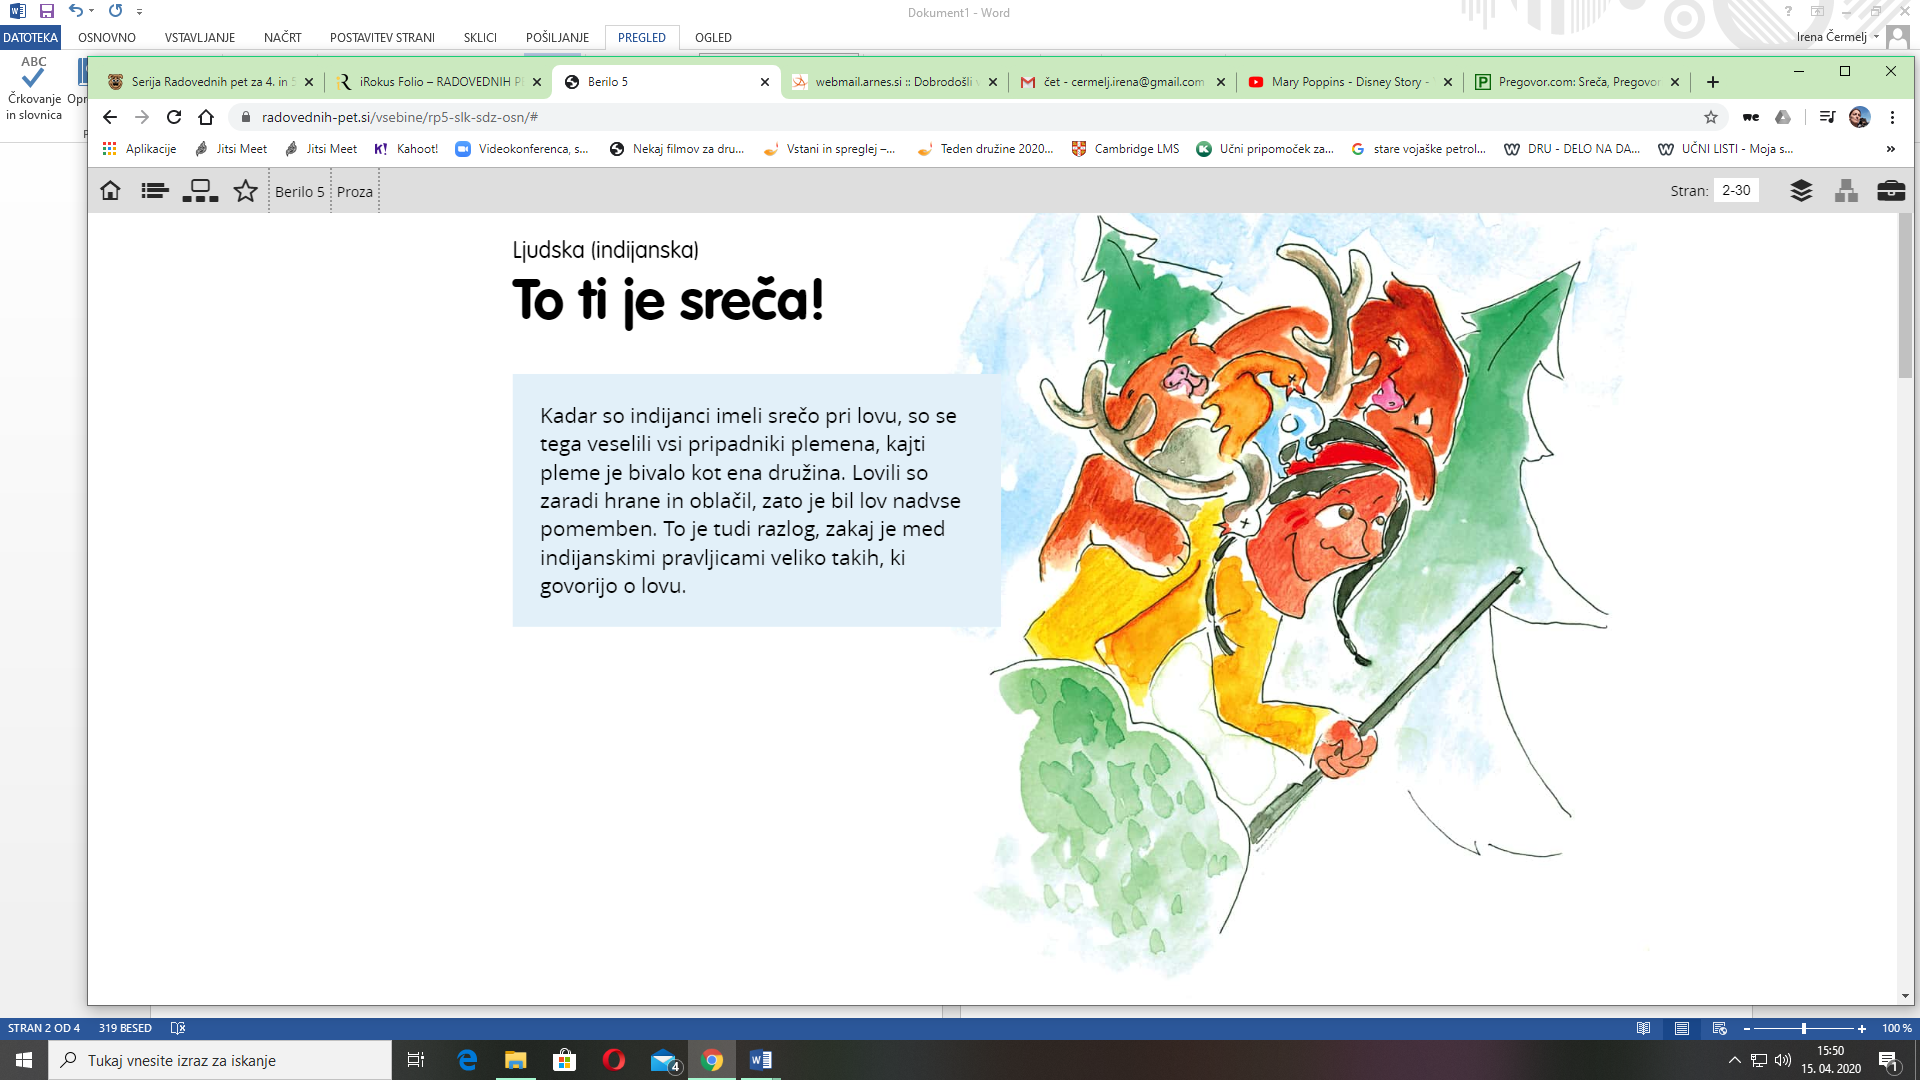 Dokument1 - Word
DATOTEKA OSNOVNO VSTAVLJANJE NAČRT POSTAVITEV STRANI SKLICI POŠILJANJE PREGLED OGLED
Irena Čermelj
ABC
Črkovanje
in slovnica
Serija Radovednih pet za 4. in
iRokus Folio – RADOVEDNIH P
Berilo 5
webmail.arnes.si :: Dobrodošli
čet - cermelj.irena@gmail.com
Mary Poppins - Disney Story -
Pregovor.com: Sreča, Pregovor
radovednih-pet.si/vsebine/rp5-slk-sdz-osn/#
Aplikacije Jitsi Meet Jitsi Meet Kahoot! Videokonferenca, s... Nekaj filmov za dru... Vstani in spreglej –... Teden družine 2020... Cambridge LMS Učni pripomoček za... stare vojaške petrol... DRU - DELO NA DA... UČNI LISTI - Moja s... »
Berilo 5 Proza Stran: 2-30
Ljudska (indijanska)
To ti je sreča!
Kadar so indijanci imeli srečo pri lovu, so se
tega veselili vsi pripadniki plemena, kajti
pleme je bivalo kot ena družina. Lovili so
zaradi hrane in oblačil, zato je bil lov nadvse
pomemben. To je tudi razlog, zakaj je med
indijanskimi pravljicami veliko takih, ki
govorijo o lovu.
STRAN 2 OD 4 319 BESED 100 %
Tukaj vnesite izraz za iskanje
4
15:50
15. 04. 2020
1